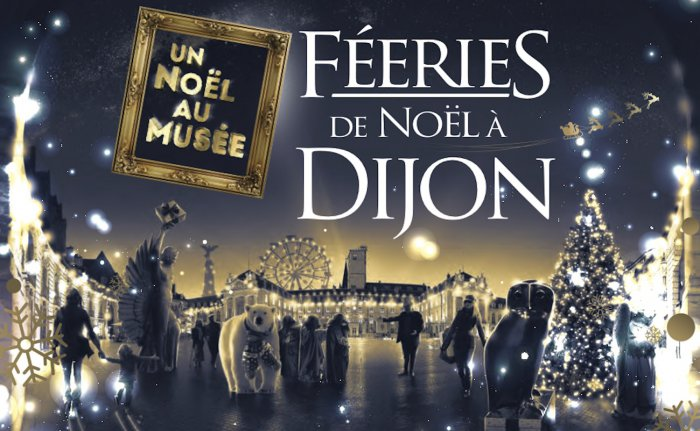 UN
NOËL
AU
MUSÉE
FÉERIES
DE NOËL À
DIJON